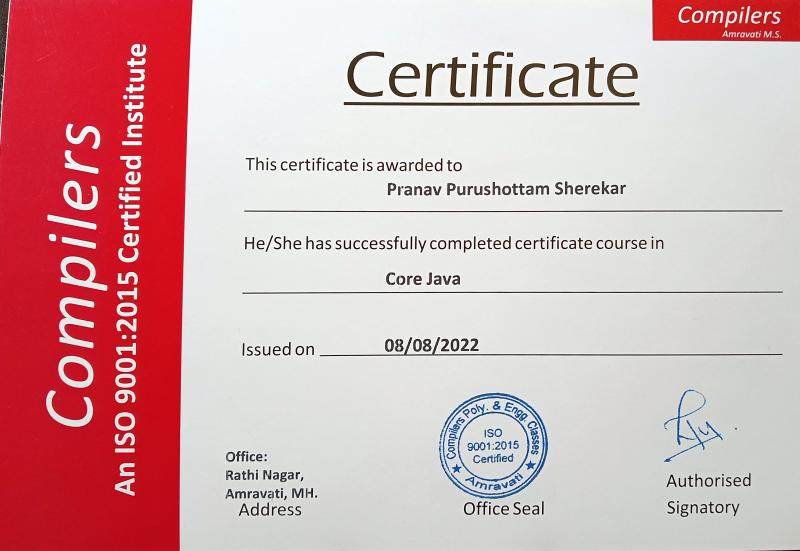 Compilers
An ISO 9001:2015 Certified Institute
Compilers
Amravati M.S.
Certificate
This certificate is awarded to
Pranav Purushottam Sherekar
He/She has successfully completed certificate course in
Core Java
Issued on 08/08/2022
Office:
Rathi Nagar,
Amravati, MH.
Address
Compilers Poly. & Engg. Classes
ISO
9001:2015
Certified
★ Amravati ★
Office Seal
Authorised
Signatory